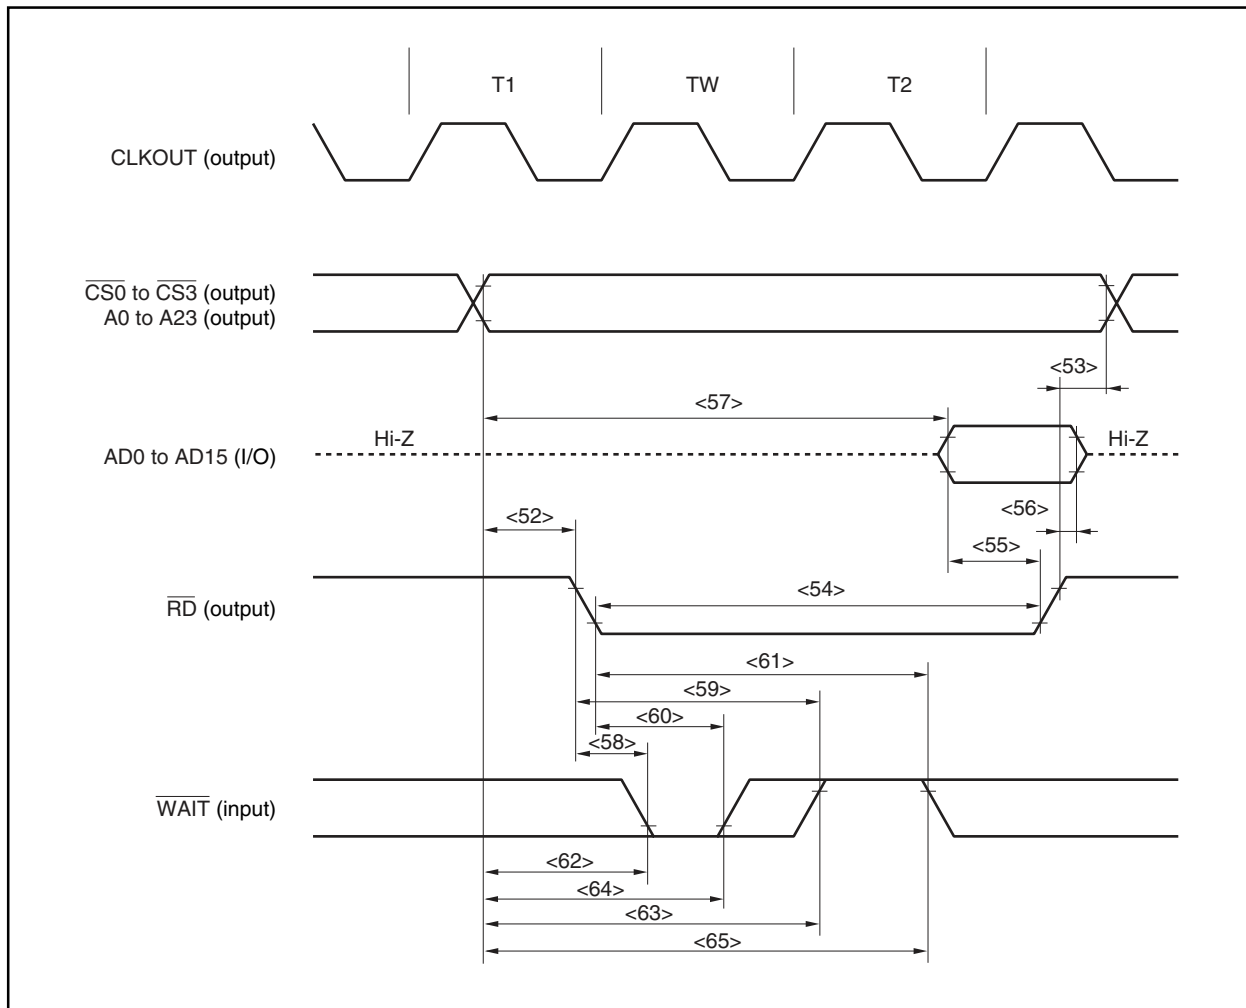 T1 TW T2
CLKOUT (output)
CS0 to CS3 (output)
A0 to A23 (output)
<53>
<57>
Hi-Z Hi-Z
AD0 to AD15 (I/O)
<56>
<52>
<55>
<54>
RD (output)
<61>
<59>
<60>
<58>
WAIT (input)
<62>
<64>
<63>
<65>